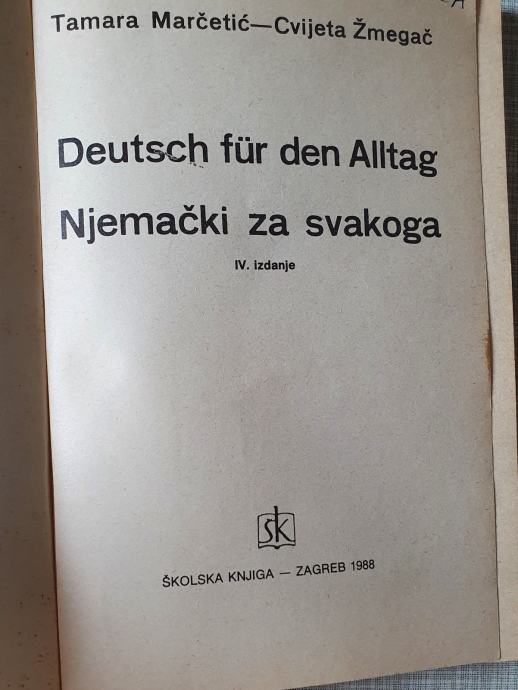 Tamara Marčetić—Cvijeta Žmegač
Deutsch für den Alltag
Njemački za svakoga
IV. izdanje
šk
ŠKOLSKA KNJIGA — ZAGREB 1988